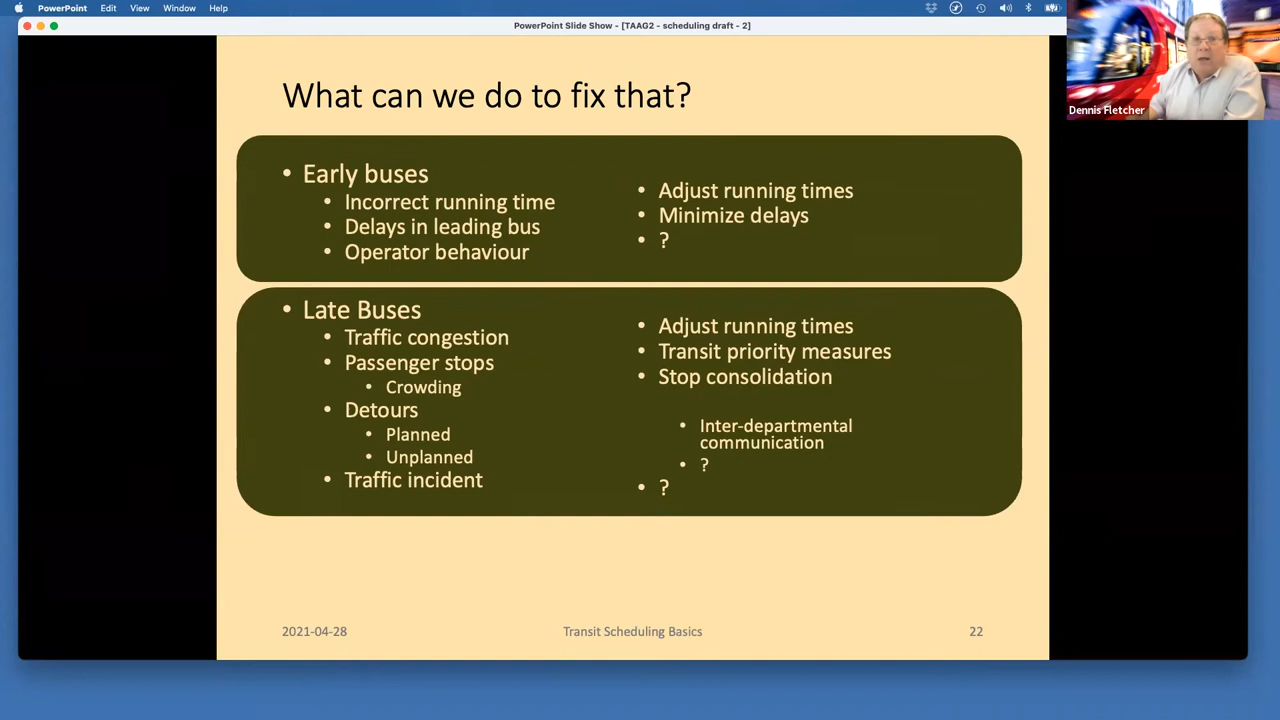 PowerPoint Edit View Window Help
PowerPoint Slide Show - [TAAG2 - scheduling draft - 2]
Dennis Fletcher
What can we do to fix that?
• Early buses
• Incorrect running time
• Delays in leading bus
• Operator behaviour
• Adjust running times
• Minimize delays
• ?
• Late Buses
• Traffic congestion
• Passenger stops
• Crowding
• Detours
• Planned
• Unplanned
• Traffic incident
• Adjust running times
• Transit priority measures
• Stop consolidation
• Inter-departmental
communication
• ?
• ?
2021-04-28 Transit Scheduling Basics 22